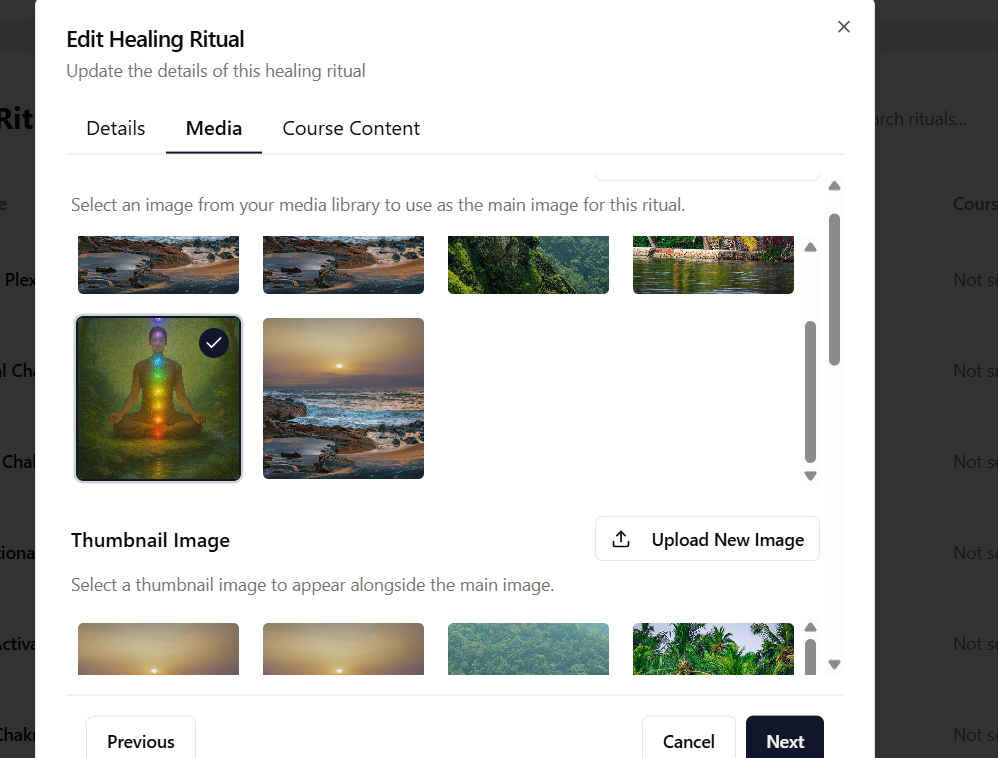 Edit Healing Ritual
Update the details of this healing ritual
Details Media Course Content
Select an image from your media library to use as the main image for this ritual.
Thumbnail Image
Upload New Image
Select a thumbnail image to appear alongside the main image.
Previous
Cancel
Next
Rit
arch rituals...
Cours
Plex
Not se
al Cha
Not se
Chak
Not se
tiona
Not se
Activa
Not se
Chakr
Not se